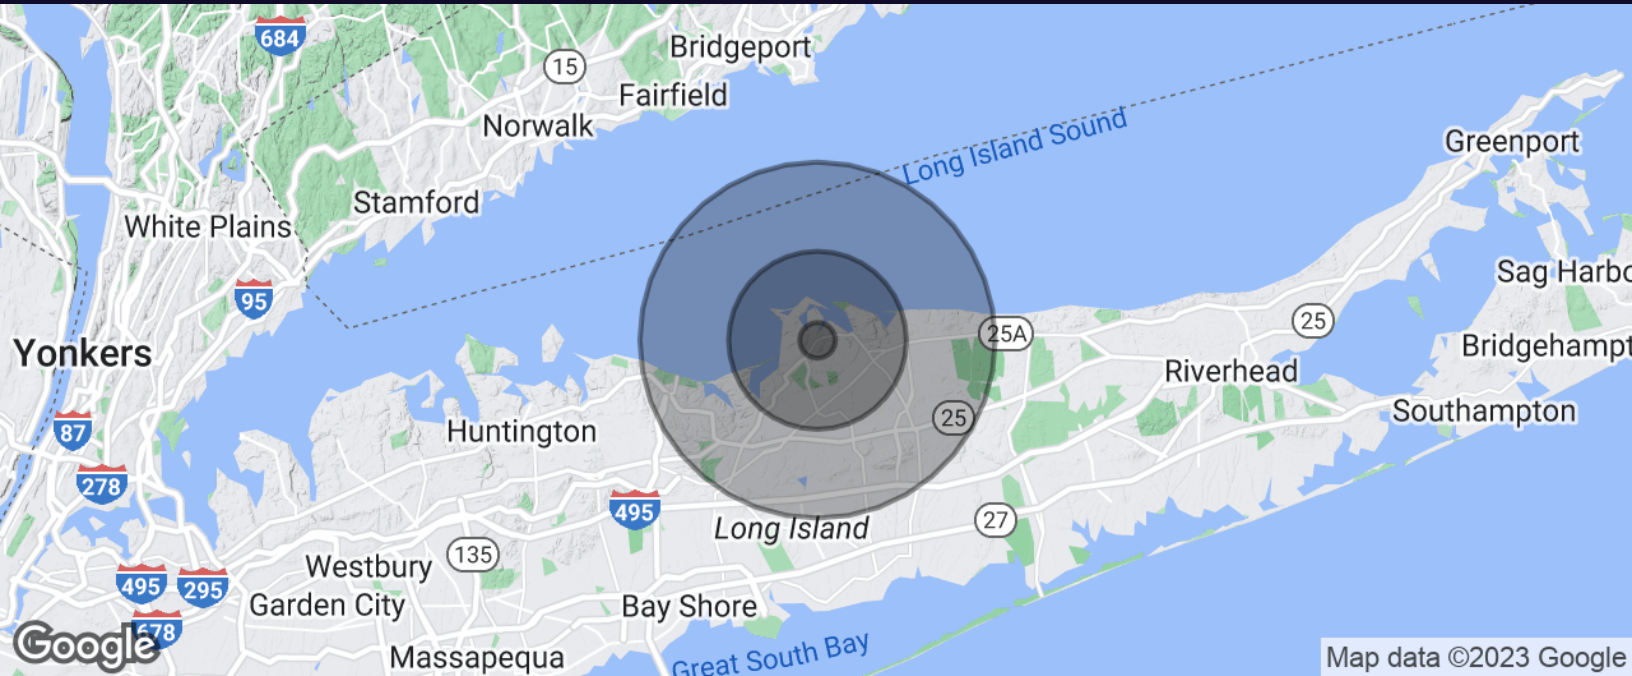 684
15
Bridgeport
Fairfield
Norwalk
Long Island Sound
Greenport
Stamford
White Plains
Sag Harbo
95
25A
25
Yonkers
Bridgehampt
Riverhead
Southampton
25
87
Huntington
278
495
27
Long Island
135
Westbury
495
295
Garden City
Bay Shore
678
Google
Massapequa
Great South Bay
Map data ©2023 Google